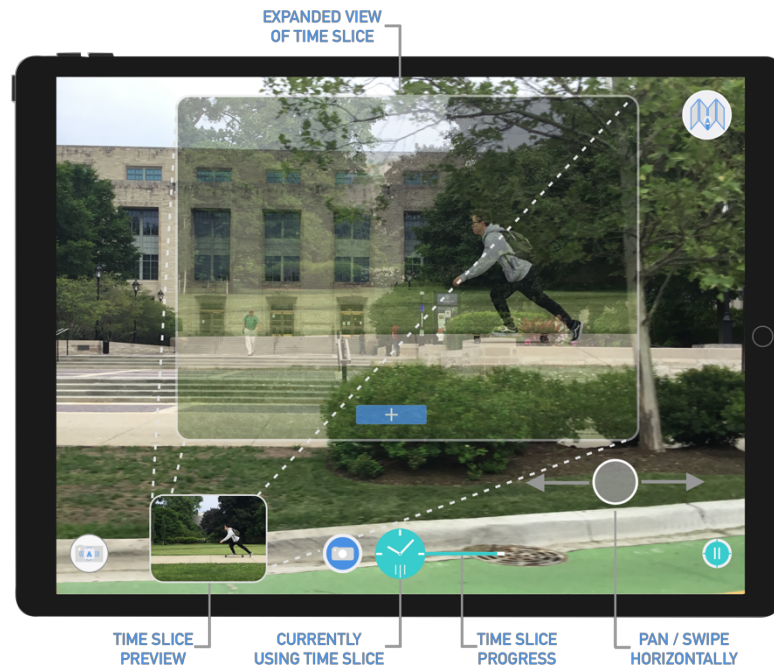 EXPANDED VIEW
OF TIME SLICE
TIME SLICE
PREVIEW
CURRENTLY
USING TIME SLICE
TIME SLICE
PROGRESS
PAN / SWIPE
HORIZONTALLY